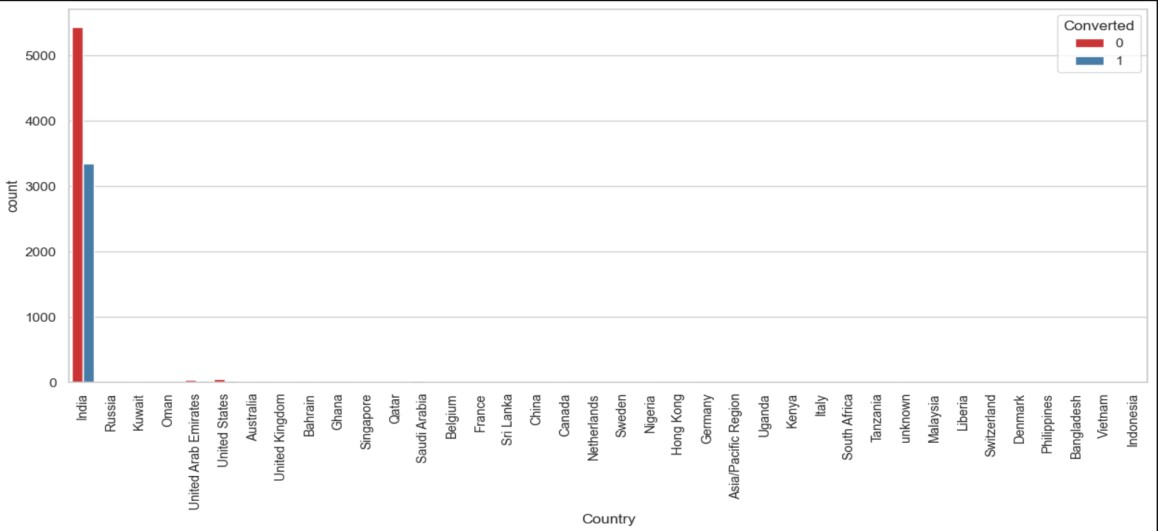 Converted
0
1
5000
4000
3000
2000
1000
0
count
India
Russia
Kuwait
Oman
United Arab Emirates
United States
Australia
United Kingdom
Bahrain
Ghana
Singapore
Qatar
Saudi Arabia
Belgium
France
Sri Lanka
China
Canada
Netherlands
Sweden
Nigeria
Hong Kong
Germany
Asia/Pacific Region
Uganda
Kenya
Italy
South Africa
Tanzania
unknown
Malaysia
Liberia
Switzerland
Denmark
Philippines
Bangladesh
Vietnam
Indonesia
Country